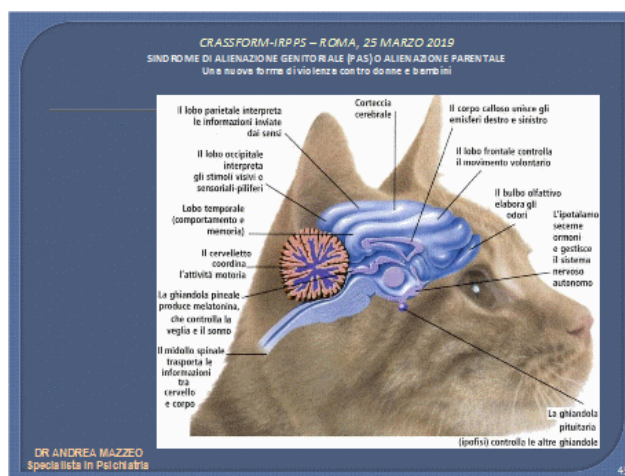 CRASSFORM-IRPPS – ROMA, 25 MARZO 2019
SINDROME DI ALIENAZIONE GENITORIALE (PAS) O ALIENAZIONE PARENTALE
Una nuova forma di violenza contro donne e bambini
Il lobo parietale interpreta
le informazioni inviate
dai sensi
Corteccia
cerebrale
Il corpo calloso unisce gli
emisferi destro e sinistro
Il lobo occipitale
interpreta
gli stimoli visivi e
sensoriali-piliferi
Il lobo frontale controlla
il movimento volontario
Lobo temporale
(comportamento e
memoria)
Il bulbo olfattivo
elabora gli
odori
Il cervelletto
coordina
l'attività motoria
L'ipotalamo
secerne
ormoni
e gestisce
il sistema
nervoso
autonomo
La ghiandola pineale
produce melatonina,
che controlla la
veglia e il sonno
Il midollo spinale
trasporta le
informazioni
tra
cervello
e corpo
La ghiandola
pituitaria
(ipofisi) controlla le altre ghiandole
DR ANDREA MAZZEO
Specialista in Psichiatria